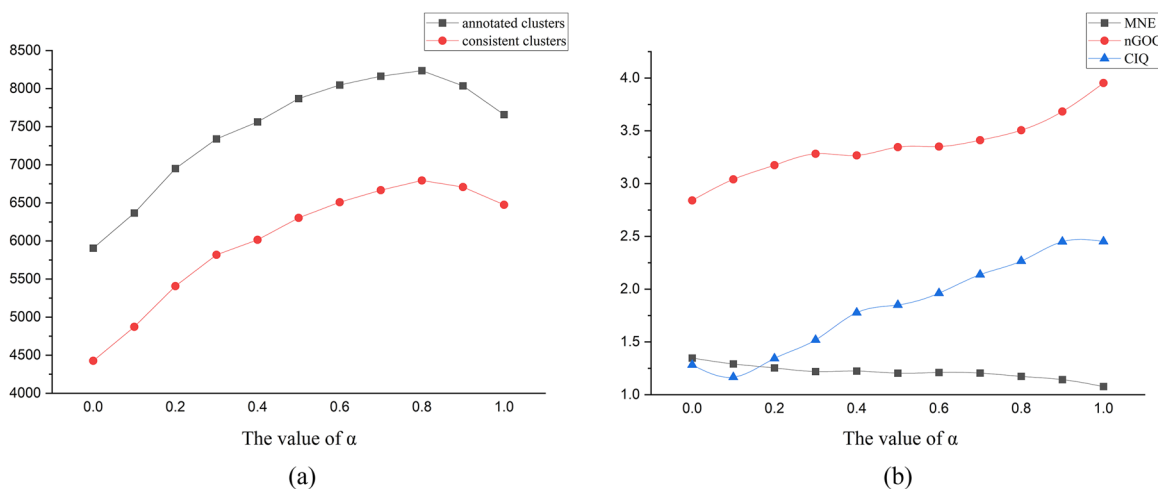 annotated clusters
consistent clusters
8500
8000
7500
7000
6500
6000
5500
5000
4500
4000
0.0 0.2 0.4 0.6 0.8 1.0
The value of α
(a)
MNE
nGOC
CIQ
4.0
3.5
3.0
2.5
2.0
1.5
1.0
0.0 0.2 0.4 0.6 0.8 1.0
The value of α
(b)